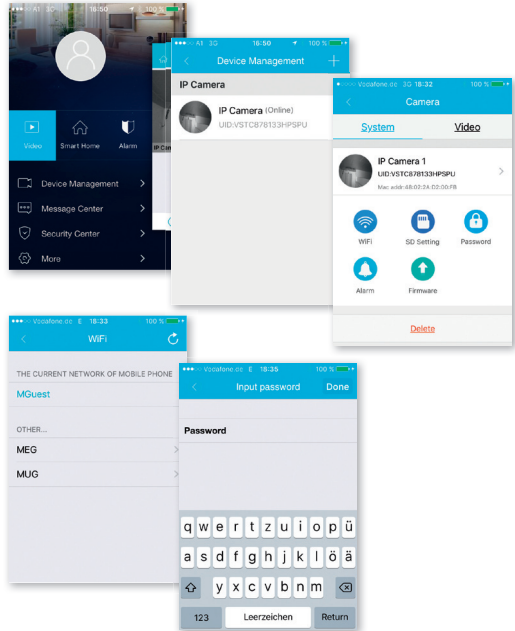 A1 3G 16:50 100 %
Video Smart Home Alarm
Device Management
Message Center
Security Center
More
IP Cam
A1 3G 16:50 100 %
Device Management
IP Camera
IP Camera (Online)
UID:VSTC878133HPSPU
Vodafone.de 3G 18:32 100 %
Camera
System Video
IP Camera 1
UID:VSTC878133HPSPU
Mac addr:48:02:2A:D2:00:FB
WiFi SD Setting Password
Alarm Firmware
Delete
Vodafone.de E 18:33 100 %
WiFi
THE CURRENT NETWORK OF MOBILE PHONE
MGuest
OTHER...
MEG
MUG
Vodafone.de E 18:35 100 %
Input password Done
Password
q w e r t z u i o p ü
a s d f g h j k l ö ä
y x c v b n m
123 Leerzeichen Return